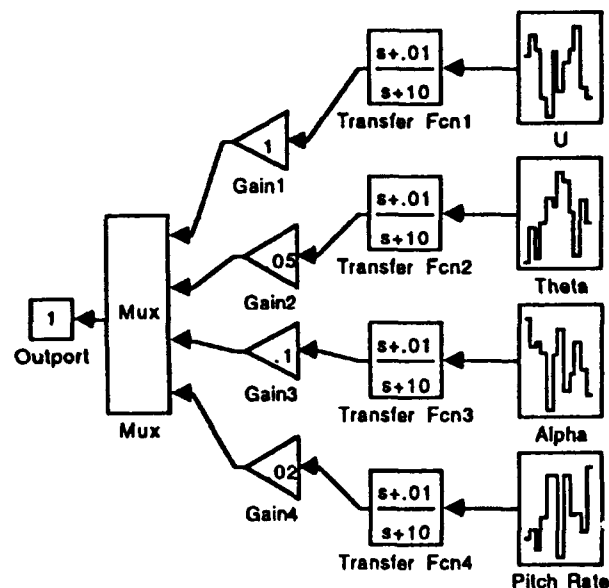 s+.01
s+10
Transfer Fcn1
U
1
Gain1
s+.01
s+10
Transfer Fcn2
Theta
05
Gain2
Mux
1
Outport
Mux
s+.01
s+10
Transfer Fcn3
Alpha
.1
Gain3
s+.01
s+10
Transfer Fcn4
Pitch Rate
02
Gain4